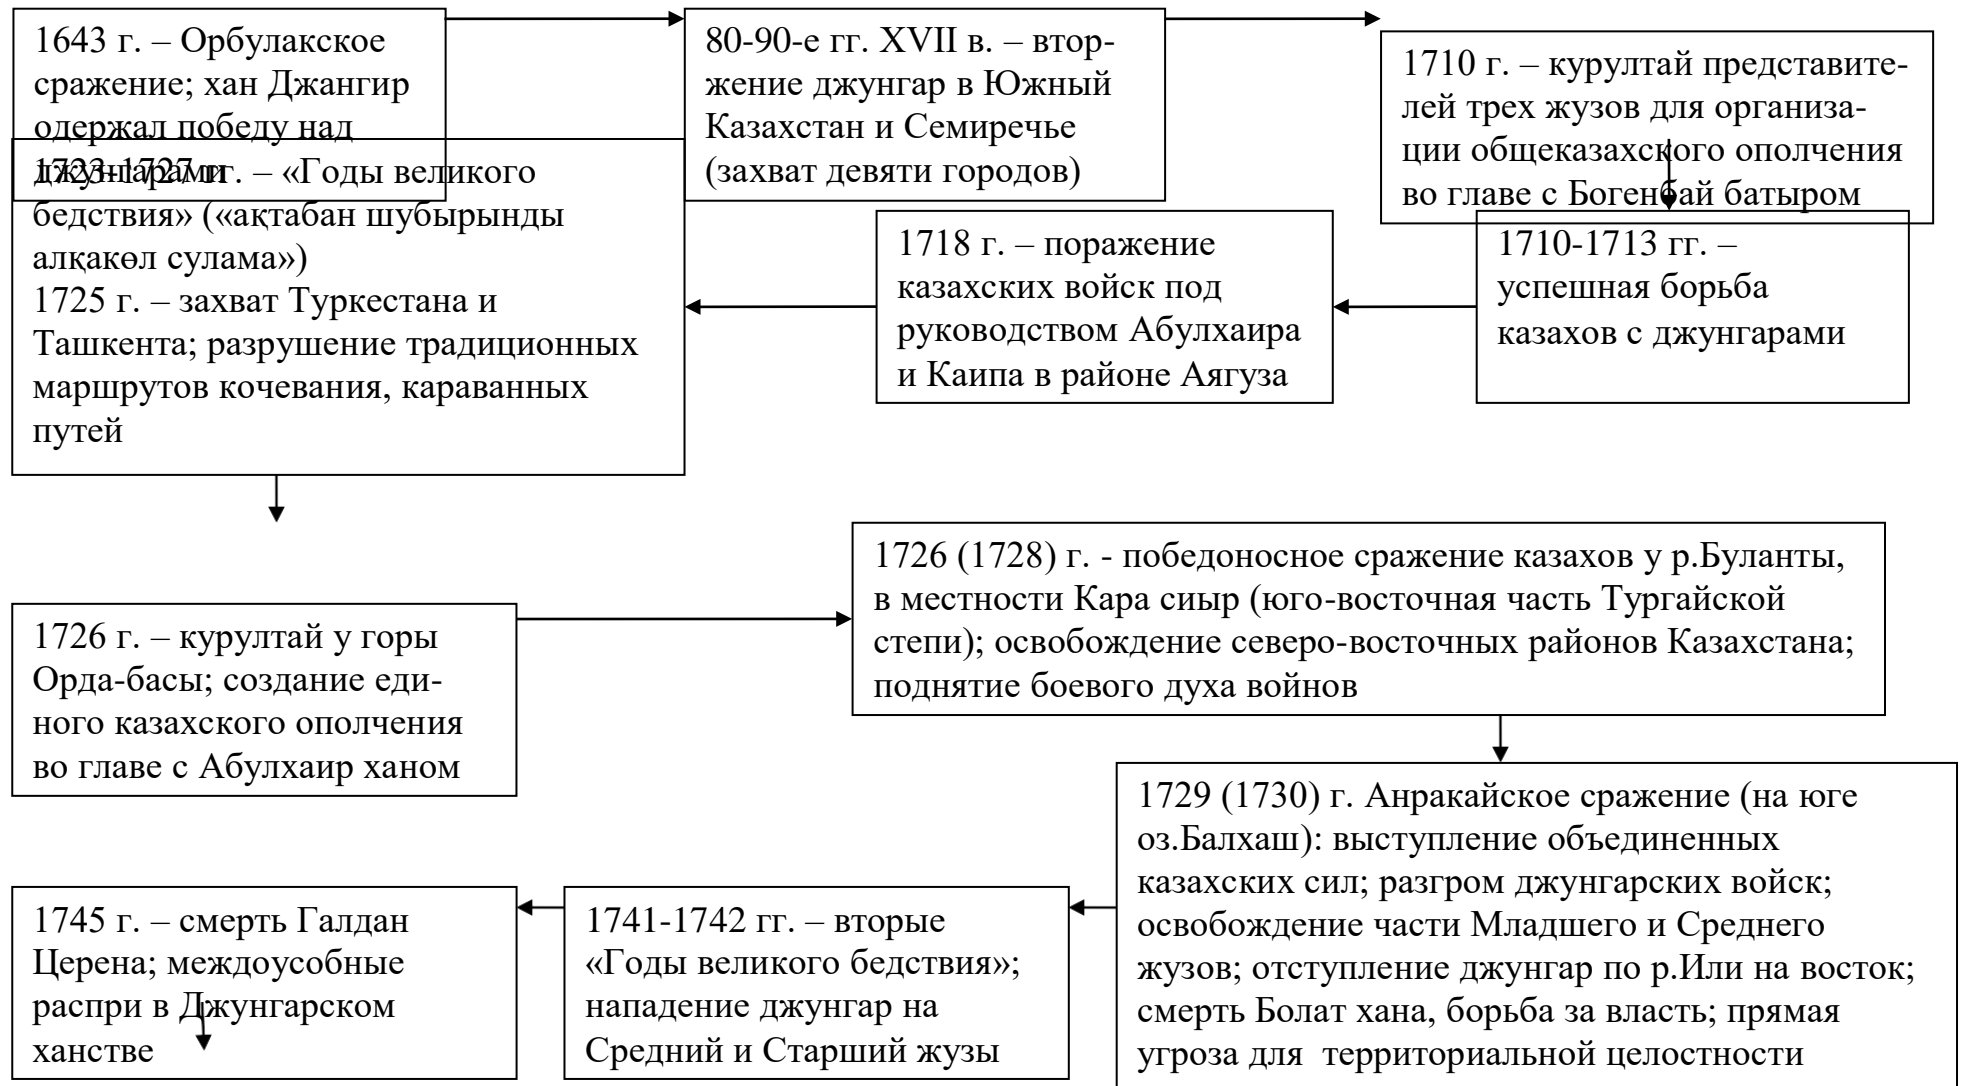 1643 г. – Орбулакское
сражение; хан Джангир
одержал победу над
джунгарами
80-90-е гг. XVII в. – втор-
жение джунгар в Южный
Казахстан и Семиречье
(захват девяти городов)
1710 г. – курултай представите-
лей трех жузов для организа-
ции общеказахского ополчения
во главе с Богенбай батыром
1710-1713 гг. –
успешная борьба
казахов с джунгарами
1718 г. – поражение
казахских войск под
руководством Абулхаира
и Каипа в районе Аягуза
1723-1727 гг. – «Годы великого
бедствия» («ақтабан шубырынды
алқакөл сулама»)
1725 г. – захват Туркестана и
Ташкента; разрушение традиционных
маршрутов кочевания, караванных
путей
1726 г. – курултай у горы
Орда-басы; создание еди-
ного казахского ополчения
во главе с Абулхаир ханом
1726 (1728) г. - победоносное сражение казахов у р.Буланты,
в местности Кара сиыр (юго-восточная часть Тургайской
степи); освобождение северо-восточных районов Казахстана;
поднятие боевого духа войнов
1729 (1730) г. Анракайское сражение (на юге
оз.Балхаш): выступление объединенных
казахских сил; разгром джунгарских войск;
освобождение части Младшего и Среднего
жузов; отступление джунгар по р.Или на восток;
смерть Болат хана, борьба за власть; прямая
угроза для территориальной целостности
1741-1742 гг. – вторые
«Годы великого бедствия»;
нападение джунгар на
Средний и Старший жузы
1745 г. – смерть Галдан
Церена; междоусобные
распри в Джунгарском
ханстве